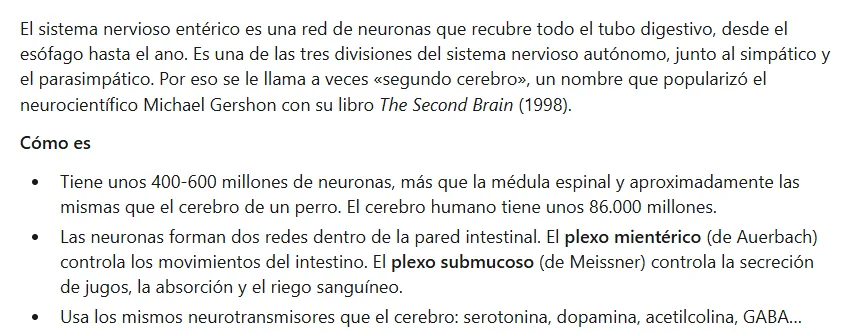 El sistema nervioso entérico es una red de neuronas que recubre todo el tubo digestivo, desde el
esófago hasta el ano. Es una de las tres divisiones del sistema nervioso autónomo, junto al simpático y
el parasimpático. Por eso se le llama a veces «segundo cerebro», un nombre que popularizó el
neurocientífico Michael Gershon con su libro The Second Brain (1998).
Cómo es
• Tiene unos 400-600 millones de neuronas, más que la médula espinal y aproximadamente las
mismas que el cerebro de un perro. El cerebro humano tiene unos 86.000 millones.
• Las neuronas forman dos redes dentro de la pared intestinal. El plexo mientérico (de Auerbach)
controla los movimientos del intestino. El plexo submucoso (de Meissner) controla la secreción
de jugos, la absorción y el riego sanguíneo.
• Usa los mismos neurotransmisores que el cerebro: serotonina, dopamina, acetilcolina, GABA...